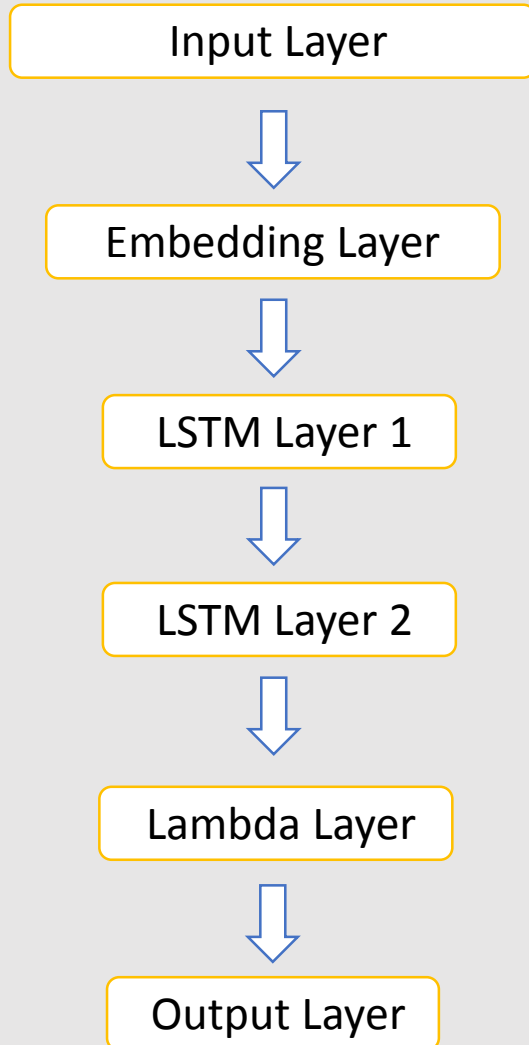 Input Layer
Embedding Layer
LSTM Layer 1
LSTM Layer 2
Lambda Layer
Output Layer